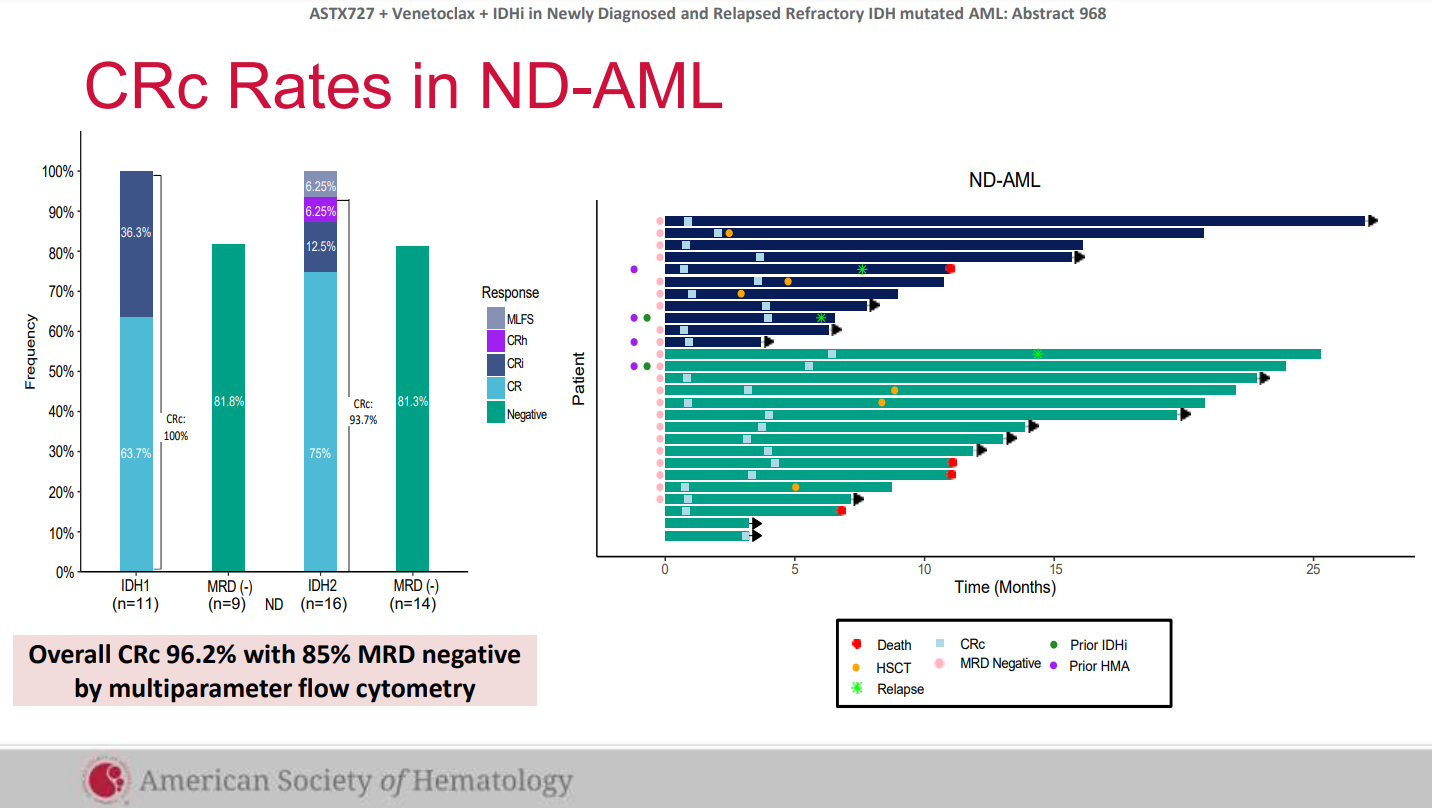 ASTX727 + Venetoclax + IDHi in Newly Diagnosed and Relapsed Refractory IDH mutated AML: Abstract 968
CRc Rates in ND-AML
Frequency
100%
90%
80%
70%
60%
50%
40%
30%
20%
10%
0%
36.3%
63.7%
CRc:
100%
81.8%
6.25%
6.25%
12.5%
75%
CRc:
93.7%
81.3%
IDH1
(n=11)
MRD (-)
(n=9)
ND
IDH2
(n=16)
MRD (-)
(n=14)
Response
MLFS
CRh
CRi
CR
Negative
ND-AML
Patient
0 5 10 15 25
Time (Months)
Death
HSCT
Relapse
CRc
MRD Negative
Prior IDHi
Prior HMA
Overall CRc 96.2% with 85% MRD negative
by multiparameter flow cytometry
American Society of Hematology